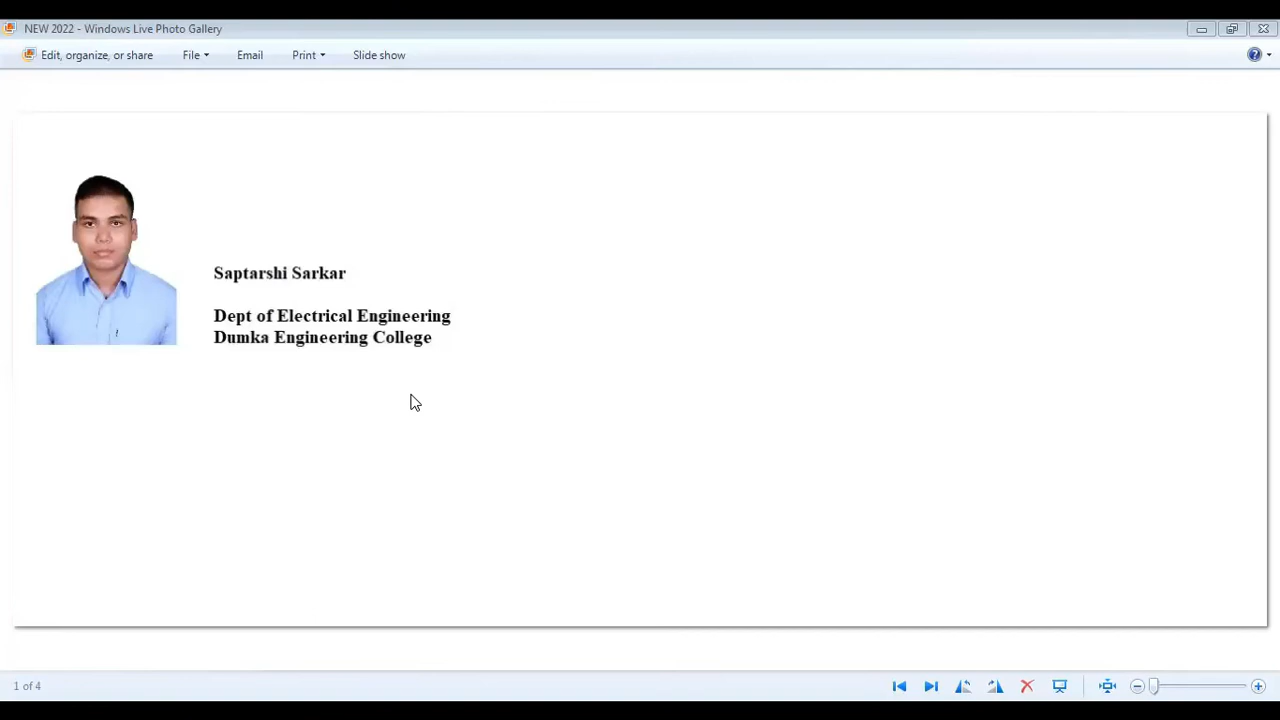 NEW 2022 - Windows Live Photo Gallery
Edit, organize, or share File Email Print Slide show
Saptarshi Sarkar
Dept of Electrical Engineering
Dumka Engineering College
1 of 4